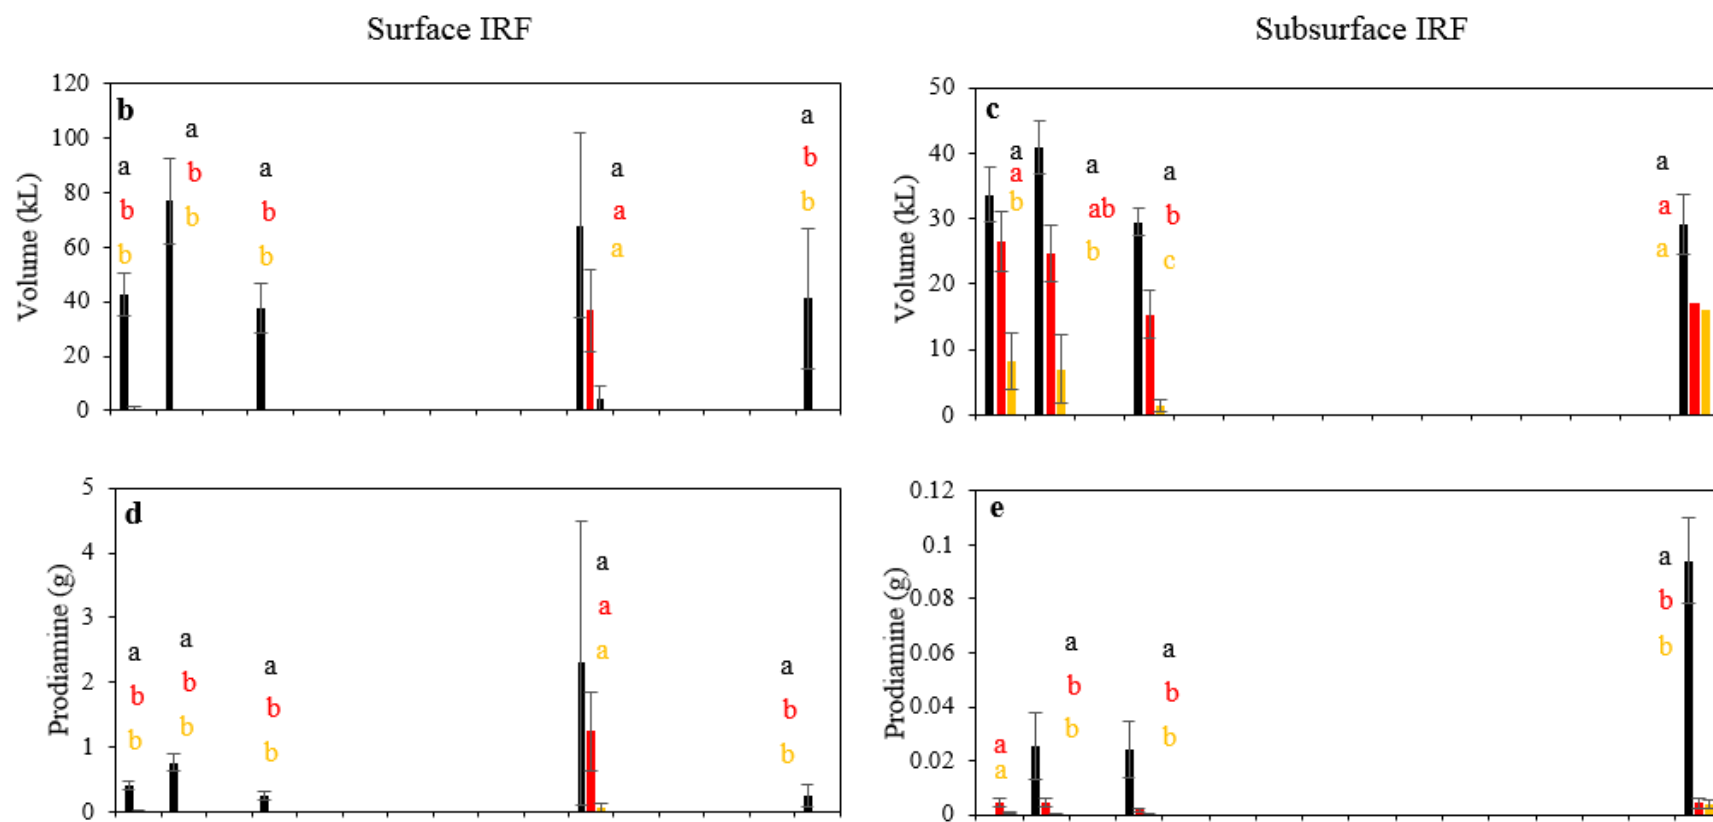 Surface IRF
Subsurface IRF
Volume (kL)
120
100
80
60
40
20
0
b
a
b
b
a
b
b
a
b
b
a
a
a
a
b
b
Volume (kL)
50
40
30
20
10
0
c
a
a
b
a
ab
b
a
b
c
a
a
a
Prodiamine (g)
5
4
3
2
1
0
d
a
b
b
a
b
b
a
b
b
a
a
a
a
b
b
Prodiamine (g)
0.12
0.1
0.08
0.06
0.04
0.02
0
e
a
a
a
b
b
a
b
b
a
b
b